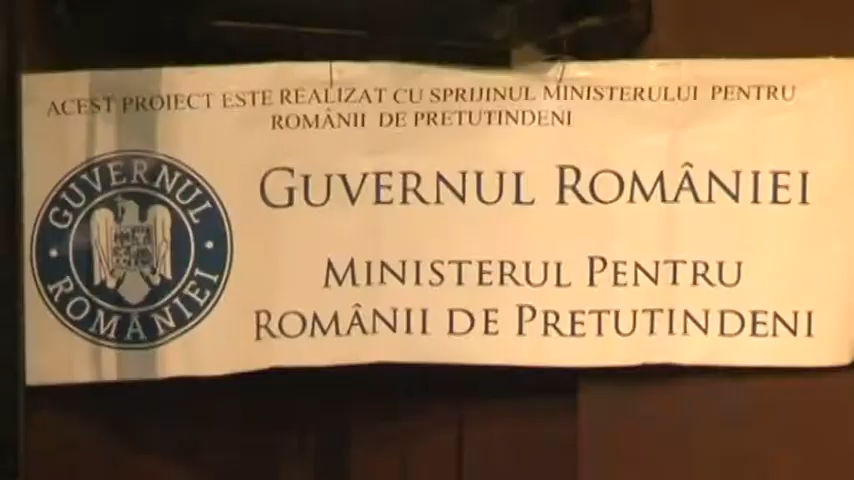 ACEST PROIECT ESTE REALIZAT CU SPRIJINUL MINISTERULUI PENTRU
ROMÂNII DE PRETUTINDENI
GUVERNUL ROMÂNIEI
GUVERNUL ROMÂNIEI
MINISTERUL PENTRU
ROMÂNII DE PRETUTINDENI